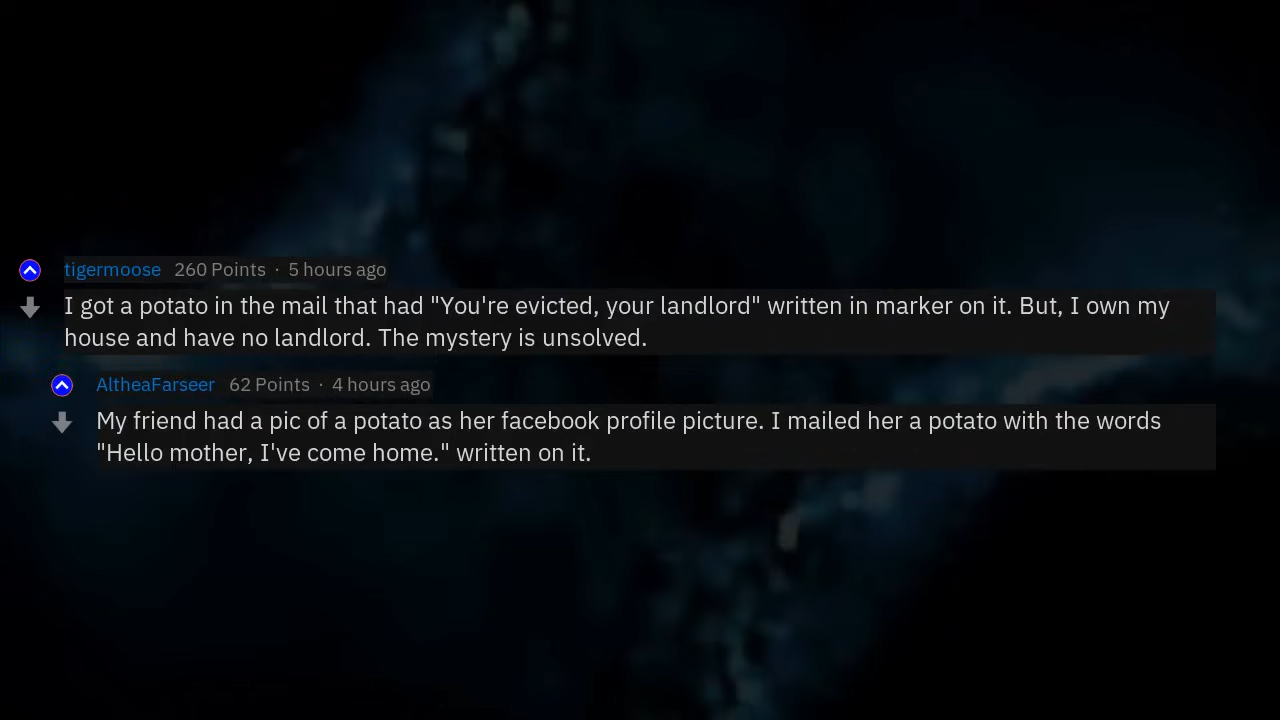 tigermoose 260 Points · 5 hours ago
I got a potato in the mail that had "You're evicted, your landlord" written in marker on it. But, I own my
house and have no landlord. The mystery is unsolved.
AltheaFarseer 62 Points · 4 hours ago
My friend had a pic of a potato as her facebook profile picture. I mailed her a potato with the words
"Hello mother, I've come home." written on it.